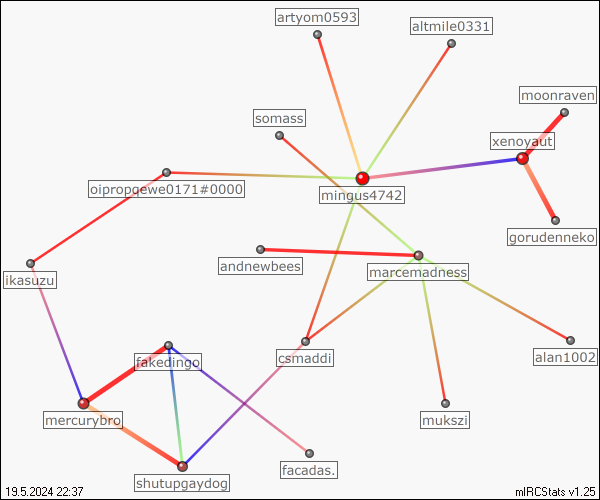 artyom0593
altmile0331
moonraven
somass
xenoyaut
oipropgewe0171#0000
mingus4742
gorudenneko
andnewbees
marcemadness
ikasuzu
fakedingo
csmaddi
alan1002
mercurybro
mukszi
facadas.
shutupgaydog
19.5.2024 22:37
mIRCStats v1.25